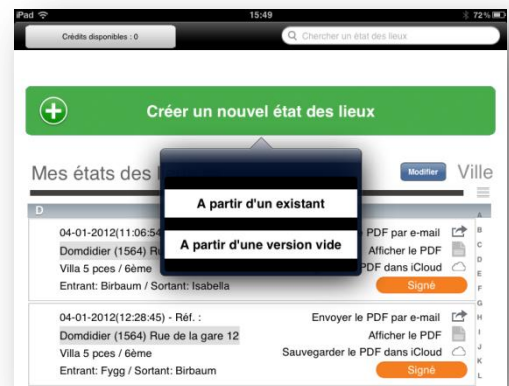 iPad 15:49 72%
Crédits disponibles : 0
Chercher un état des lieux
Créer un nouvel état des lieux
Mes états des
Modifier
Ville
A partir d'un existant
A partir d'une version vide
D
04-01-2012(11:06:54
PDF par e-mail
Domdidier (1564) Rue
Afficher le PDF
Villa 5 pces / 6ème
PDF dans iCloud
Entrant: Birbaum / Sortant: Isabella
Signé
04-01-2012(12:28:45) - Réf. :
Envoyer le PDF par e-mail
Domdidier (1564) Rue de la gare 12
Afficher le PDF
Villa 5 pces / 6ème
Sauvegarder le PDF dans iCloud
Entrant: Fygg / Sortant: Birbaum
Signé
A
B
C
D
E
F
G
H
I
J
K
L